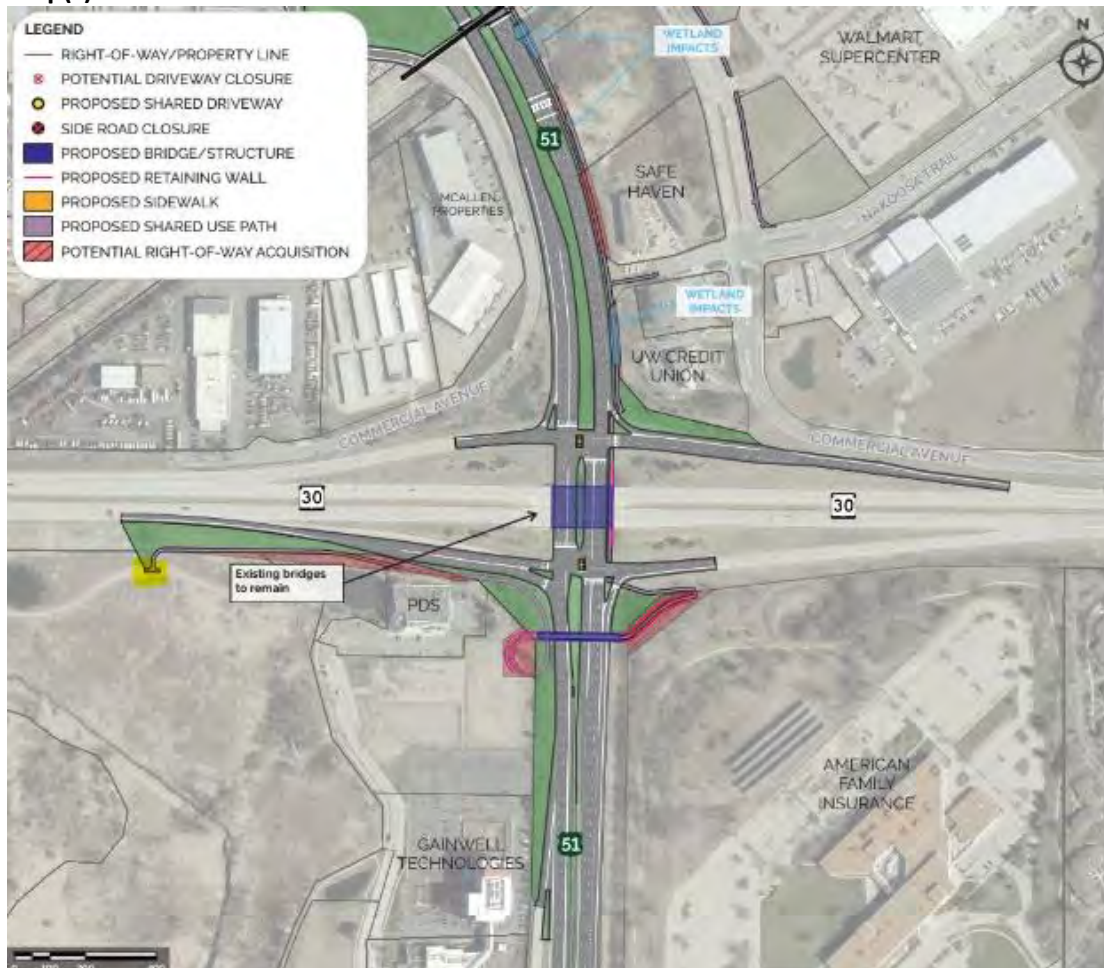 LEGEND
RIGHT-OF-WAY/PROPERTY LINE
POTENTIAL DRIVEWAY CLOSURE
PROPOSED SHARED DRIVEWAY
SIDE ROAD CLOSURE
PROPOSED BRIDGE/STRUCTURE
PROPOSED RETAINING WALL
PROPOSED SIDEWALK
PROPOSED SHARED USE PATH
POTENTIAL RIGHT-OF-WAY ACQUISITION
WETLAND
IMPACTS
WALMART
SUPERCENTER
N
51
SAFE
HAVEN
MCALLEN
PROPERTIES
NAKOOSA TRAIL
WETLAND
IMPACTS
UW CREDIT
UNION
COMMERCIAL AVENUE
COMMERCIAL AVENUE
30
30
Existing bridges
to remain
PDS
AMERICAN
FAMILY
INSURANCE
GAINWELL
TECHNOLOGIES
51